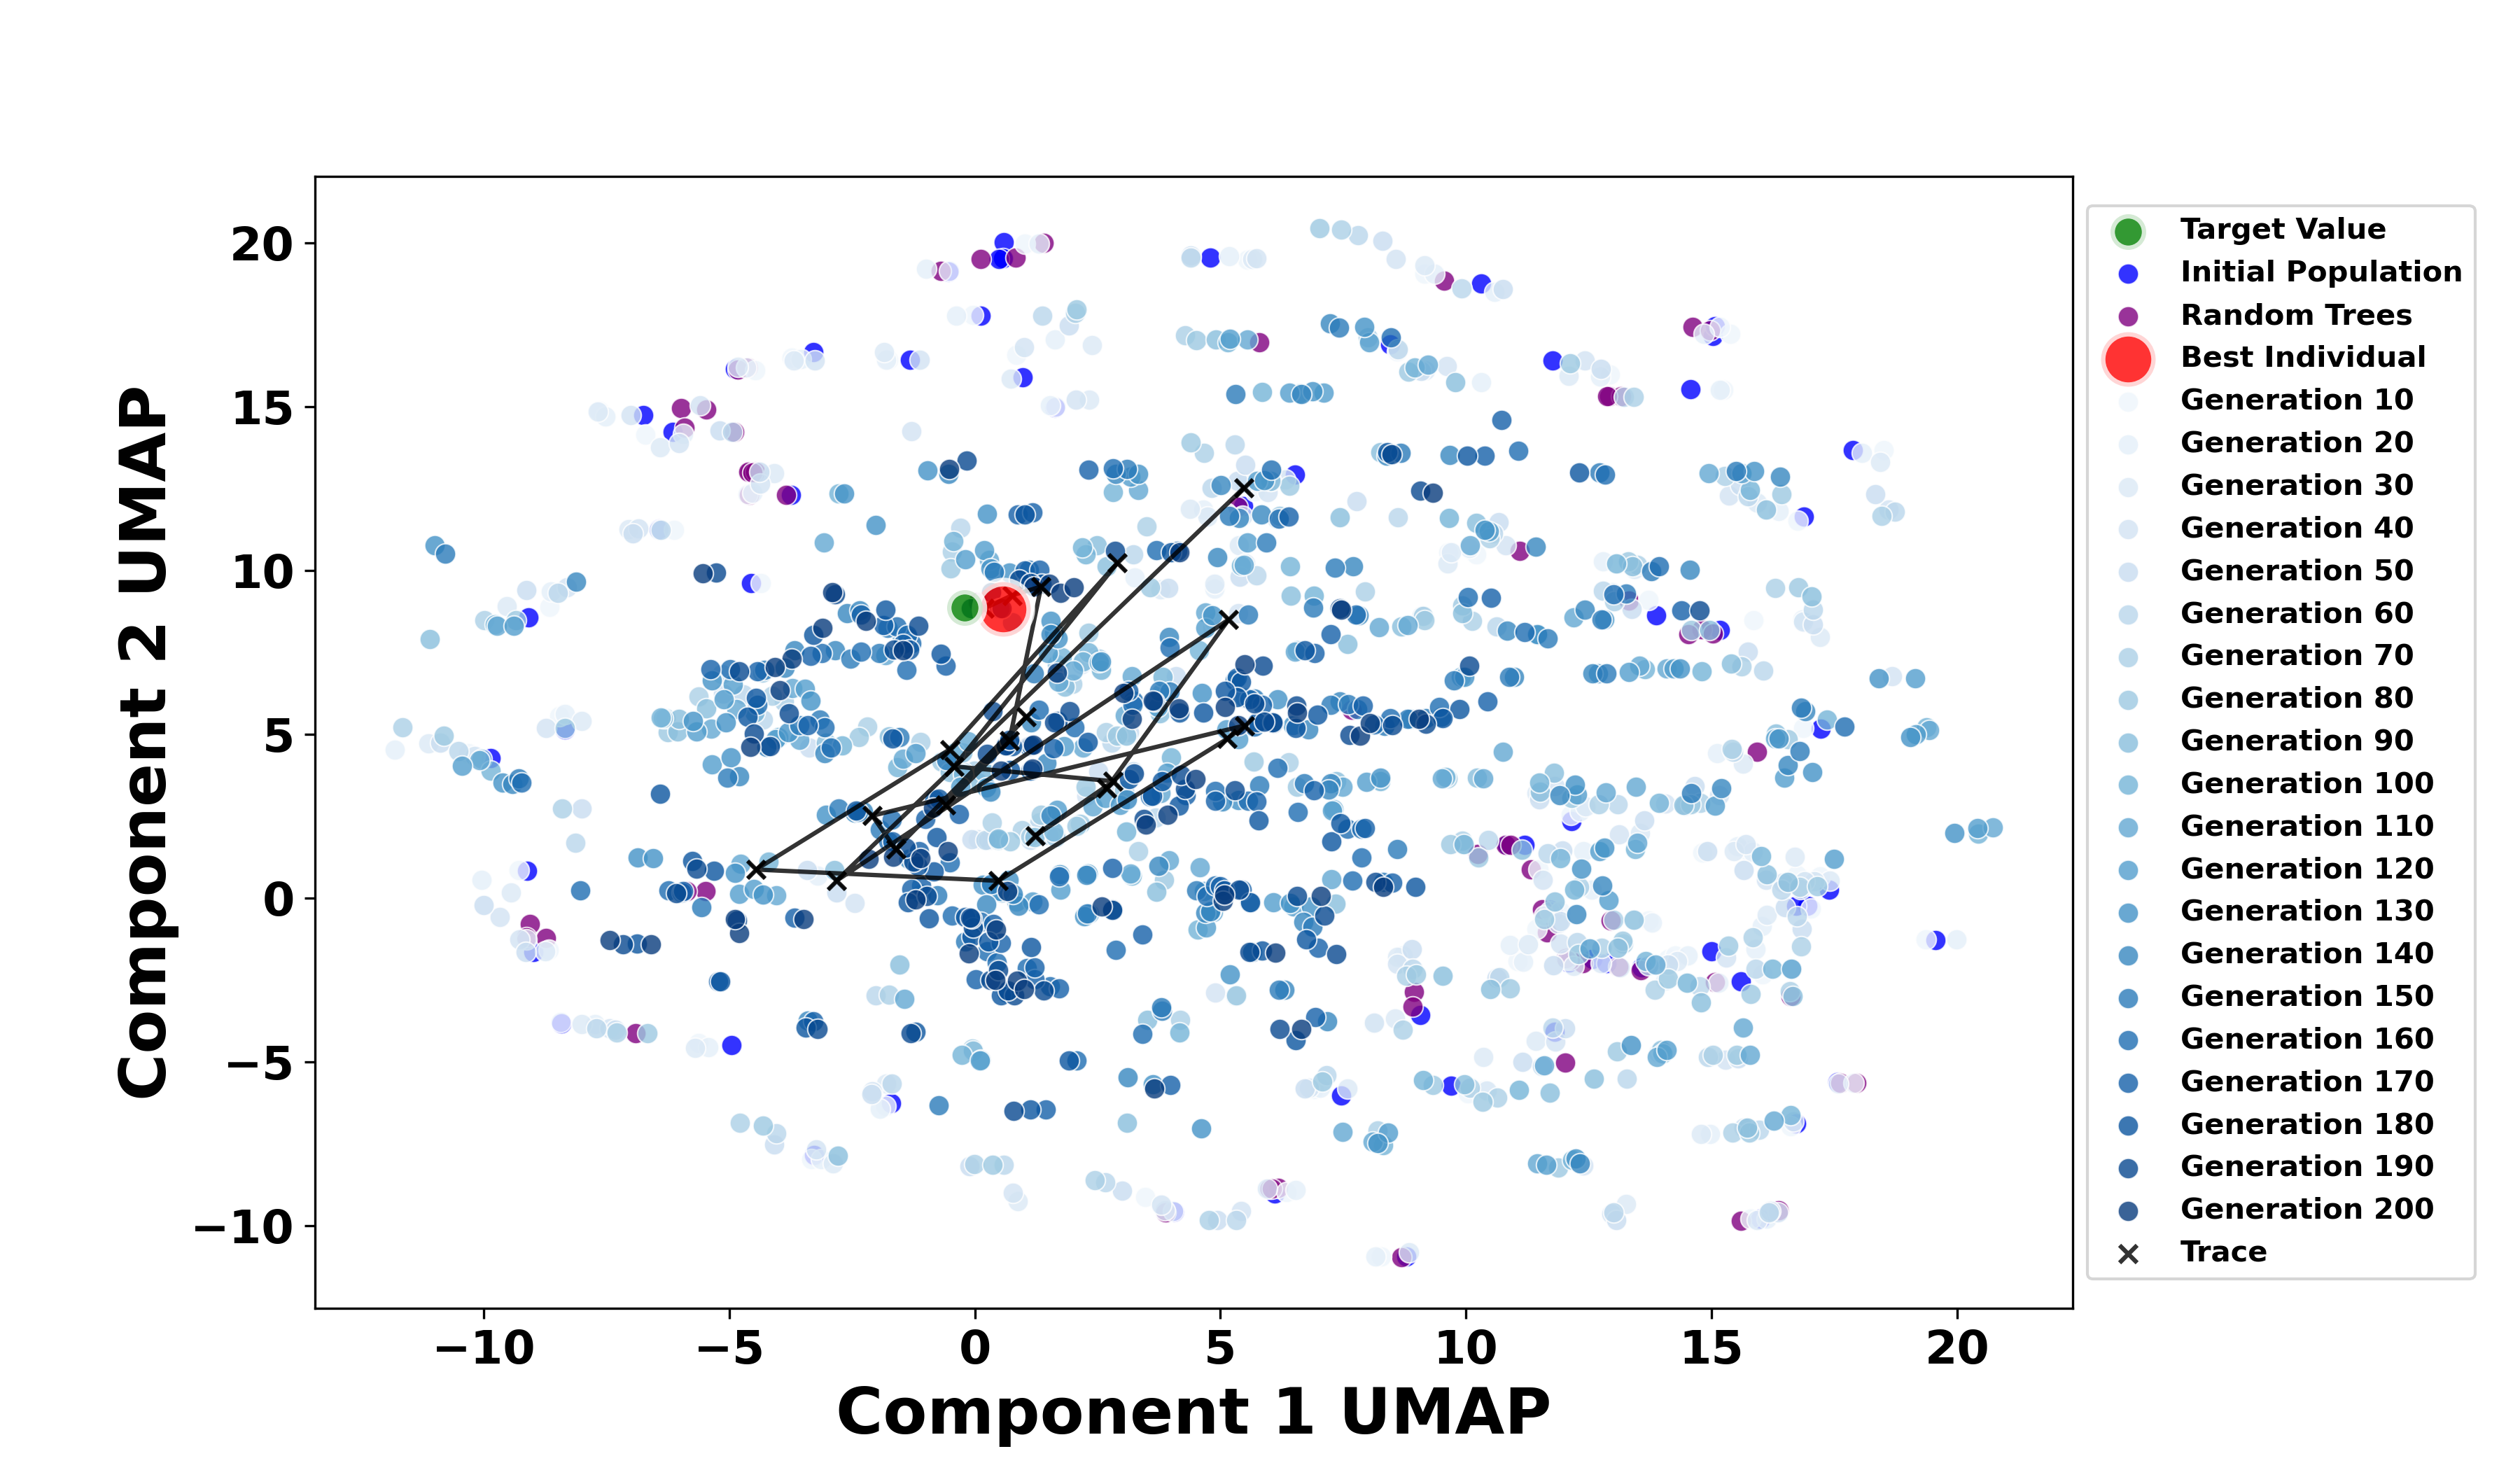 20
15
10
5
0
−5
−10
Component 2 UMAP
−10
−5
0
5
10
15
20
Component 1 UMAP
Target Value
Initial Population
Random Trees
Best Individual
Generation 10
Generation 20
Generation 30
Generation 40
Generation 50
Generation 60
Generation 70
Generation 80
Generation 90
Generation 100
Generation 110
Generation 120
Generation 130
Generation 140
Generation 150
Generation 160
Generation 170
Generation 180
Generation 190
Generation 200
Trace